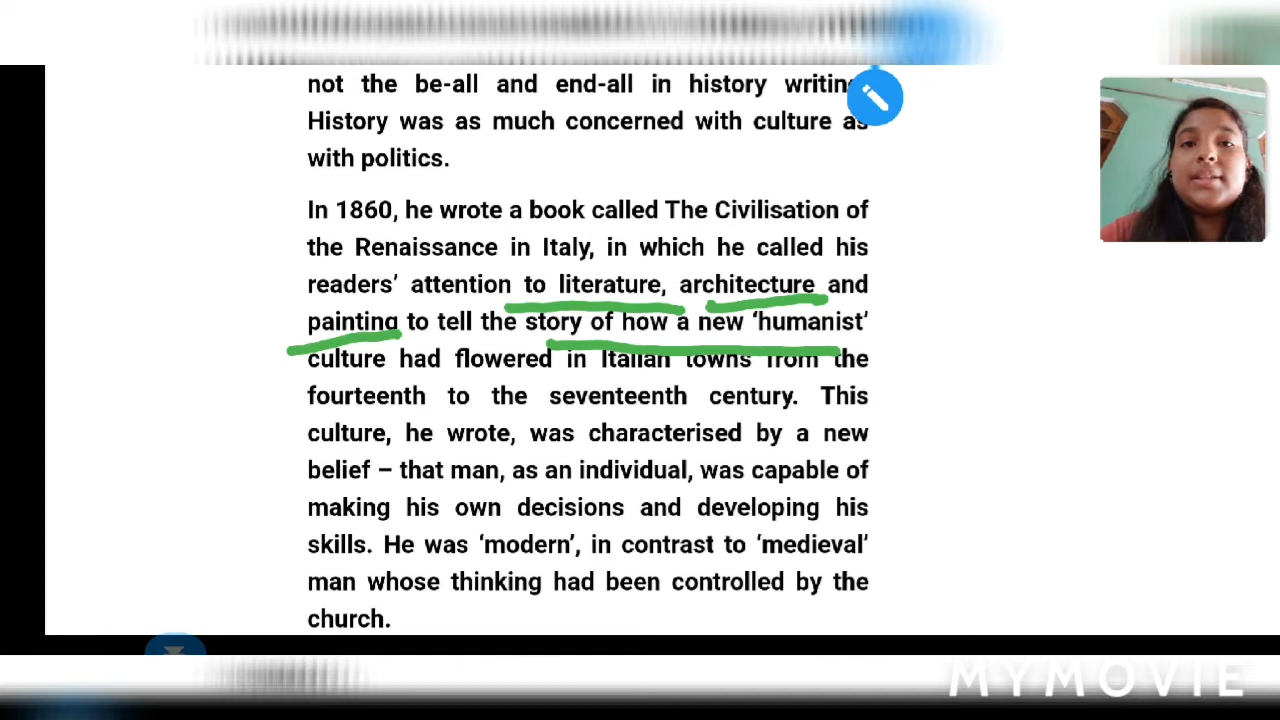 not the be-all and end-all in history writing.
History was as much concerned with culture as
with politics.
In 1860, he wrote a book called The Civilisation of
the Renaissance in Italy, in which he called his
readers’ attention to literature, architecture and
painting to tell the story of how a new ‘humanist’
culture had flowered in Italian towns from the
fourteenth to the seventeenth century. This
culture, he wrote, was characterised by a new
belief – that man, as an individual, was capable of
making his own decisions and developing his
skills. He was ‘modern’, in contrast to ‘medieval’
man whose thinking had been controlled by the
church.
MYMOVIE